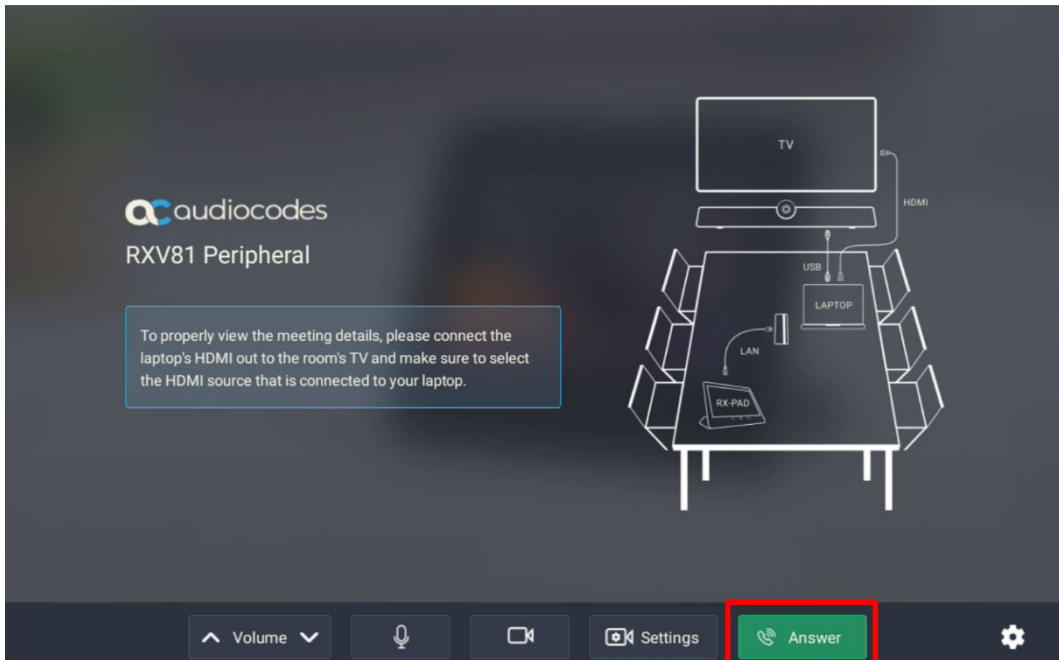 audiocodes
RXV81 Peripheral
To properly view the meeting details, please connect the
laptop's HDMI out to the room's TV and make sure to select
the HDMI source that is connected to your laptop.
TV
HDMI
USB
LAPTOP
LAN
RX-PAD
Volume
Settings
Answer